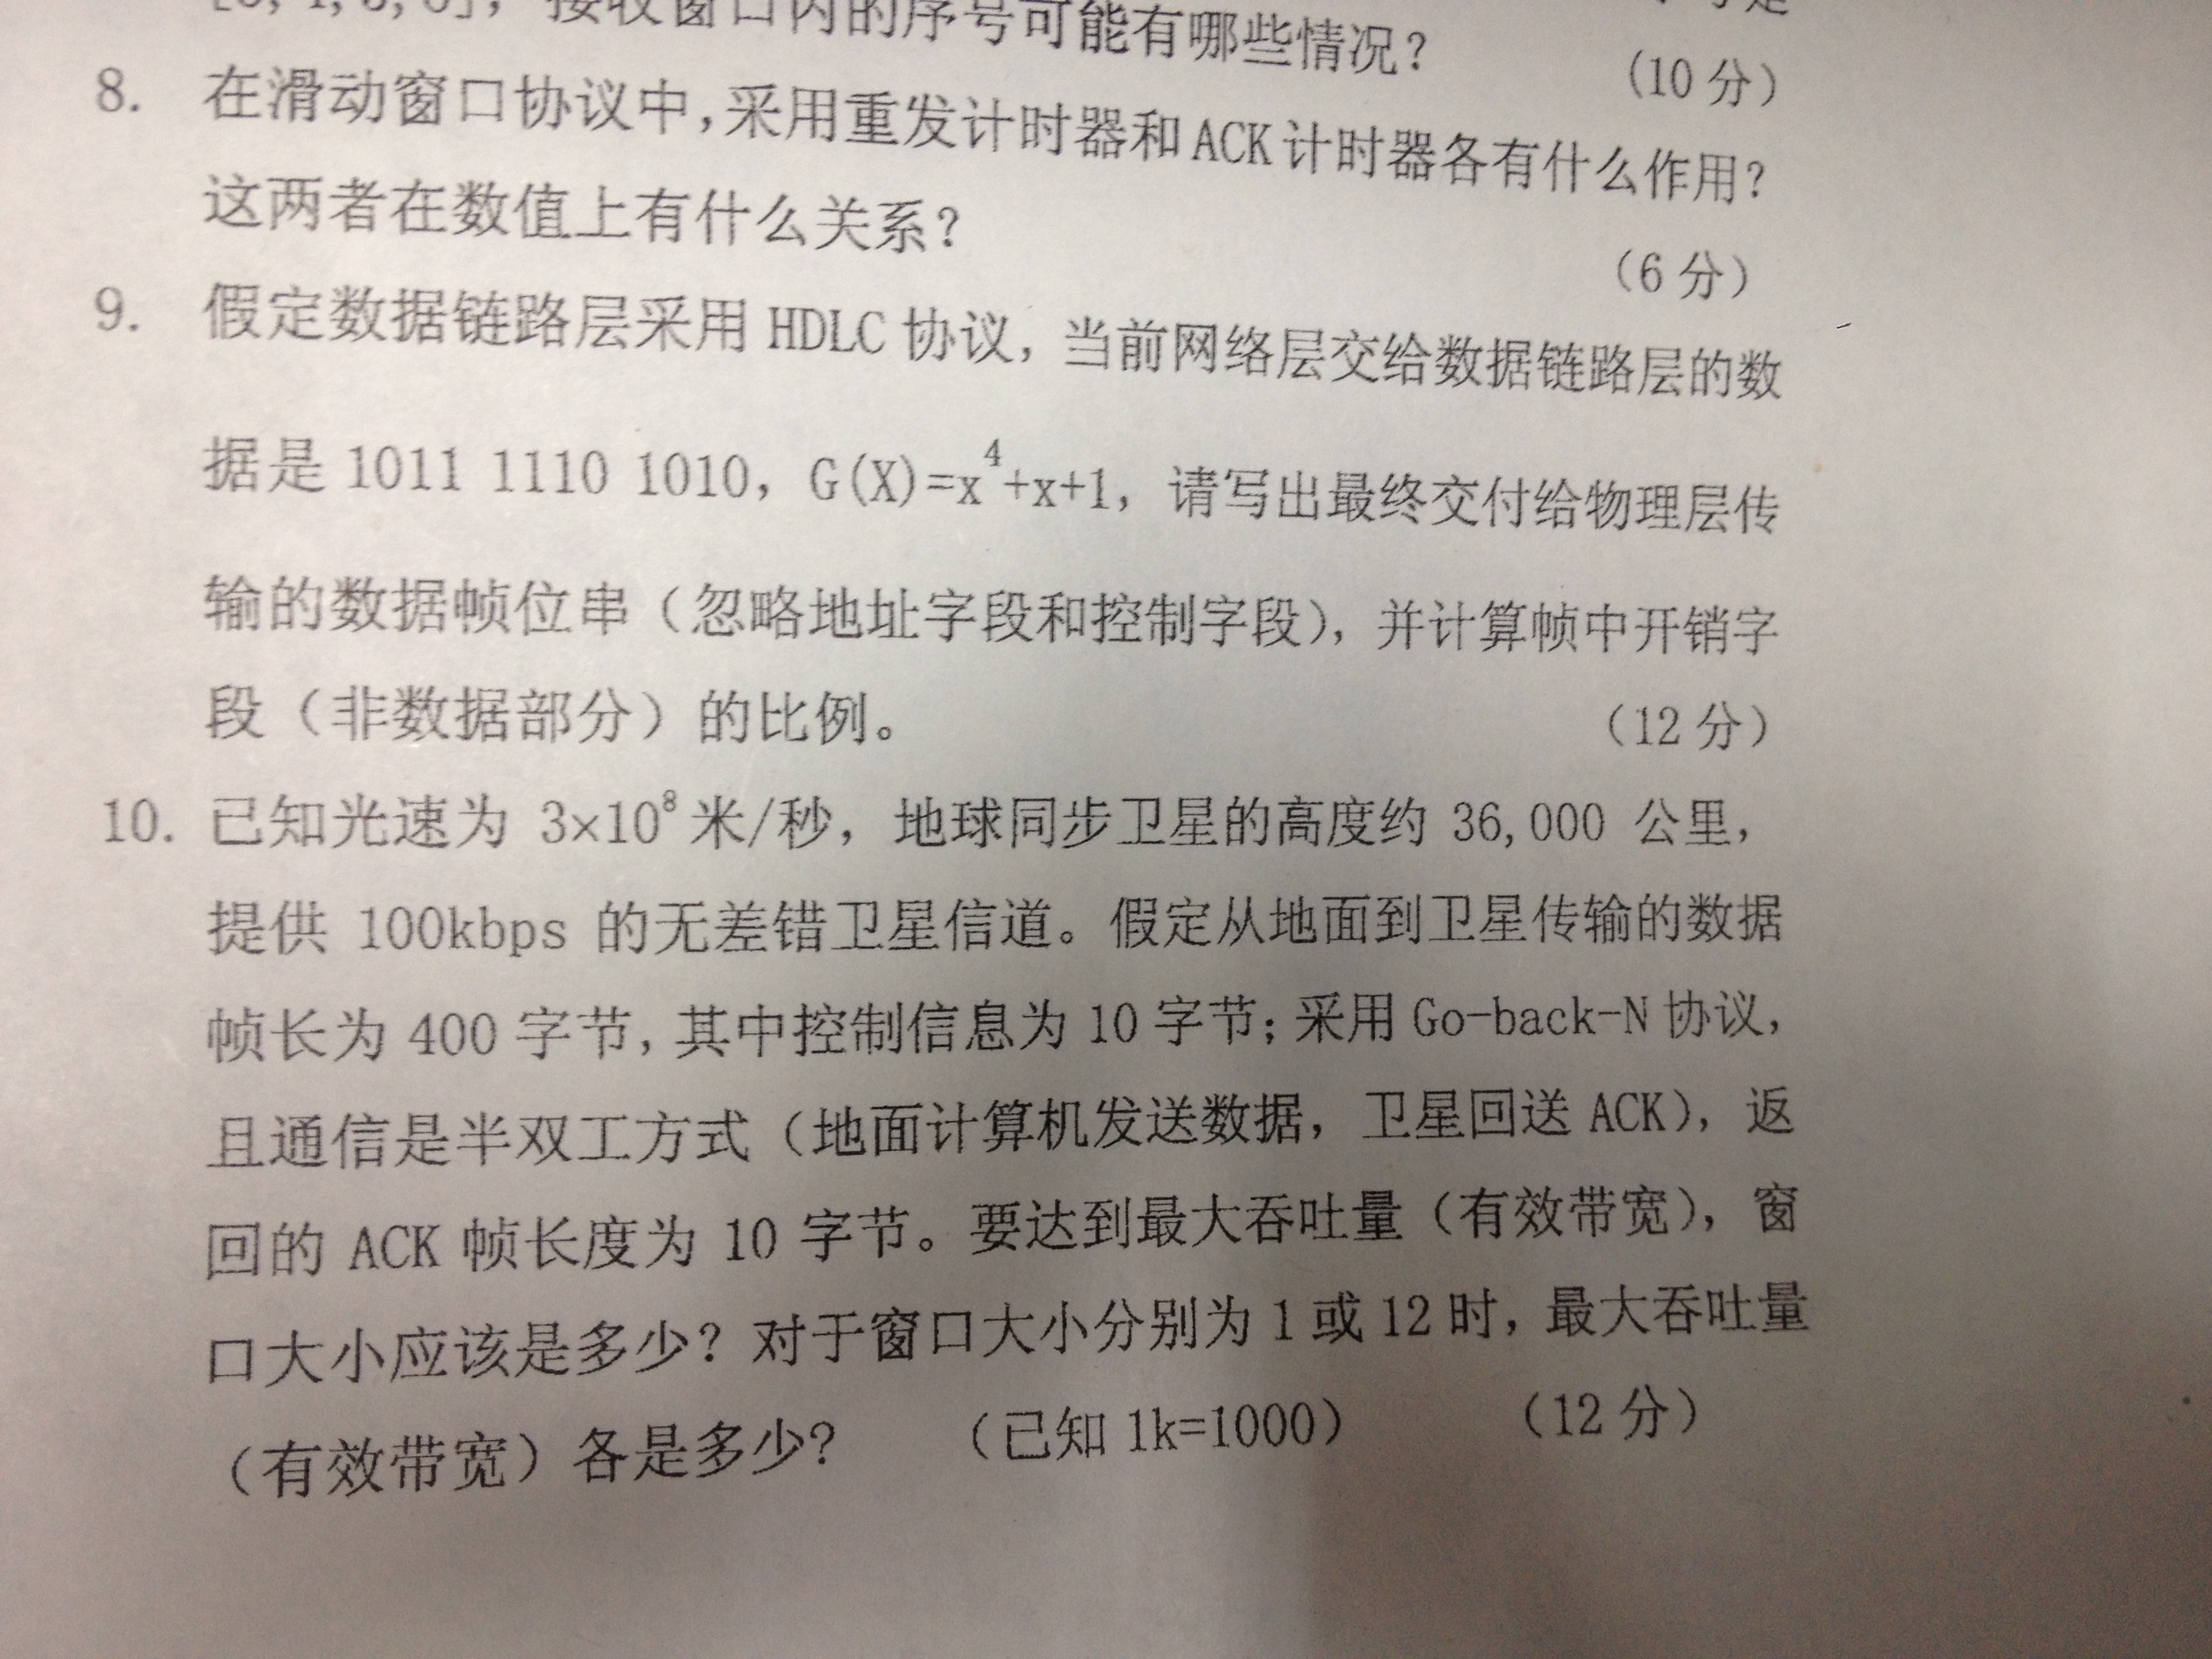 接收窗口内的序号可能有哪些情况？ (10 分)
8. 在滑动窗口协议中,采用重发计时器和 ACK 计时器各有什么作用?
这两者在数值上有什么关系? (6 分)
9. 假定数据链路层采用 HDLC 协议，当前网络层交给数据链路层的数
据是 1011 1110 1010，G(X)=x⁴+x+1，请写出最终交付给物理层传
输的数据帧位串（忽略地址字段和控制字段），并计算帧中开销字
段（非数据部分）的比例。 (12 分)
10. 已知光速为 3×10⁸ 米/秒，地球同步卫星的高度约 36,000 公里，
提供 100kbps 的无差错卫星信道。假定从地面到卫星传输的数据
帧长为 400 字节,其中控制信息为 10 字节;采用 Go-back-N 协议，
且通信是半双工方式（地面计算机发送数据，卫星回送 ACK），返
回的 ACK 帧长度为 10 字节。要达到最大吞吐量（有效带宽），窗
口大小应该是多少? 对于窗口大小分别为 1 或 12 时，最大吞吐量
（有效带宽）各是多少? （已知 1k=1000） (12 分)